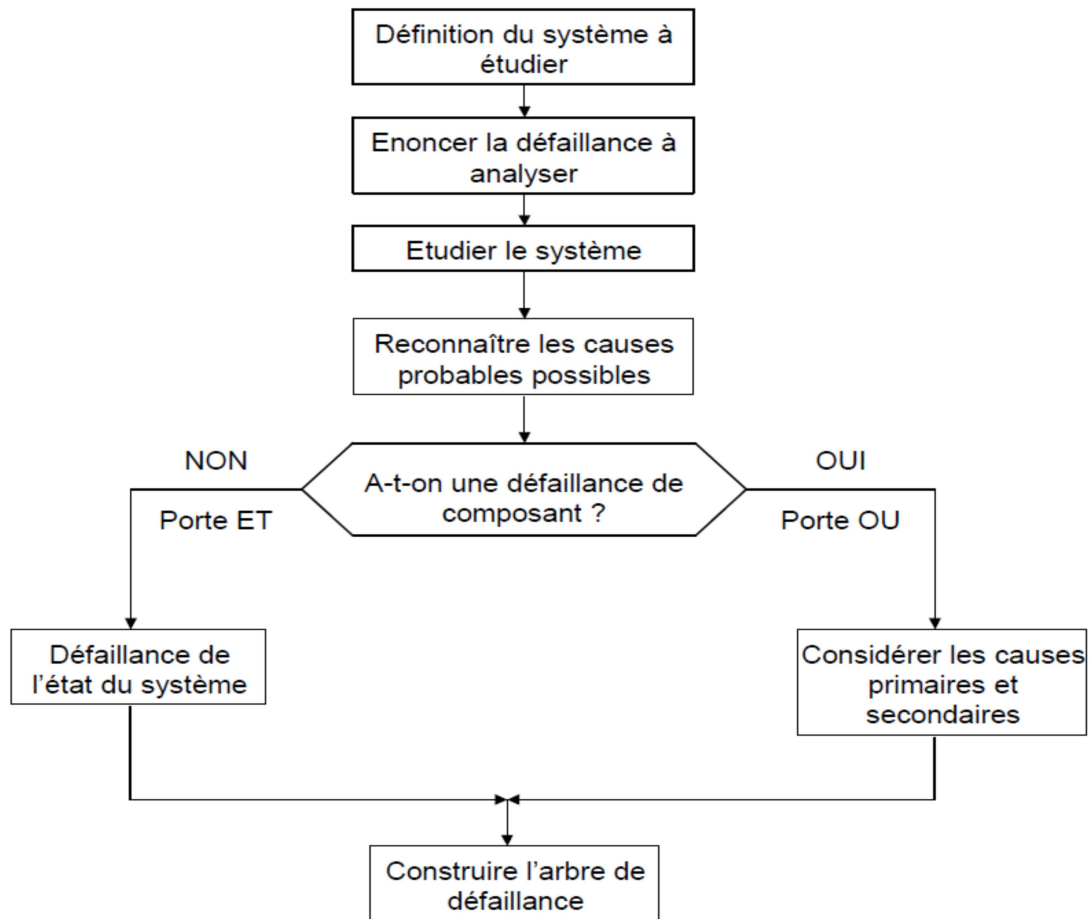 Définition du système à
étudier
Enoncer la défaillance à
analyser
Etudier le système
Reconnaître les causes
probables possibles
NON
OUI
A-t-on une défaillance de
composant ?
Porte ET
Porte OU
Défaillance de
l'état du système
Considérer les causes
primaires et
secondaires
Construire l'arbre de
défaillance